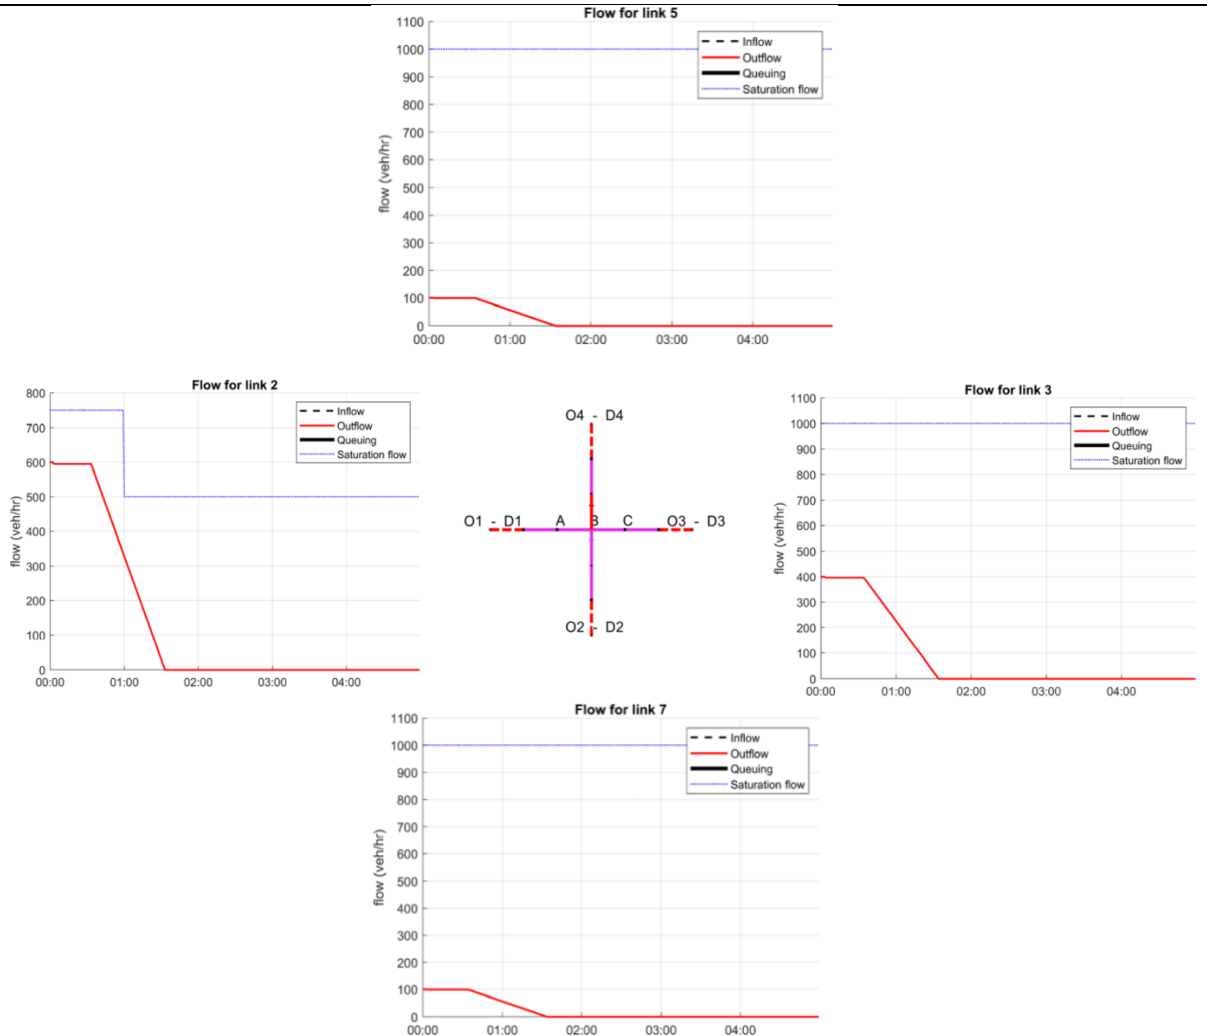 Flow for link 5
1100
1000
900
800
700
600
500
400
300
200
100
0
flow (veh/hr)
00:00 01:00 02:00 03:00 04:00
Inflow
Outflow
Queuing
Saturation flow
Flow for link 2
800
700
600
500
400
300
200
100
0
flow (veh/hr)
00:00 01:00 02:00 03:00 04:00
Inflow
Outflow
Queuing
Saturation flow
O4 - D4
O1 - D1 A B C O3 - D3
O2 - D2
Flow for link 3
1100
1000
900
800
700
600
500
400
300
200
100
0
flow (veh/hr)
00:00 01:00 02:00 03:00 04:00
Inflow
Outflow
Queuing
Saturation flow
Flow for link 7
1100
1000
900
800
700
600
500
400
300
200
100
0
flow (veh/hr)
00:00 01:00 02:00 03:00 04:00
Inflow
Outflow
Queuing
Saturation flow